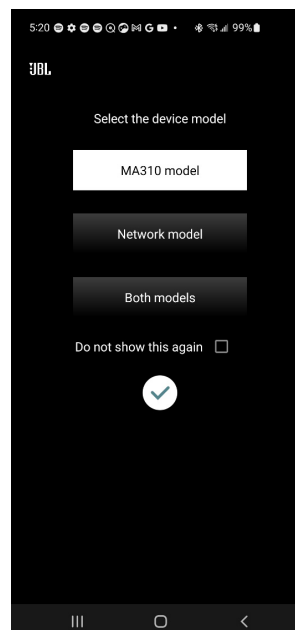 5:20 99%
JBL
Select the device model
MA310 model
Network model
Both models
Do not show this again